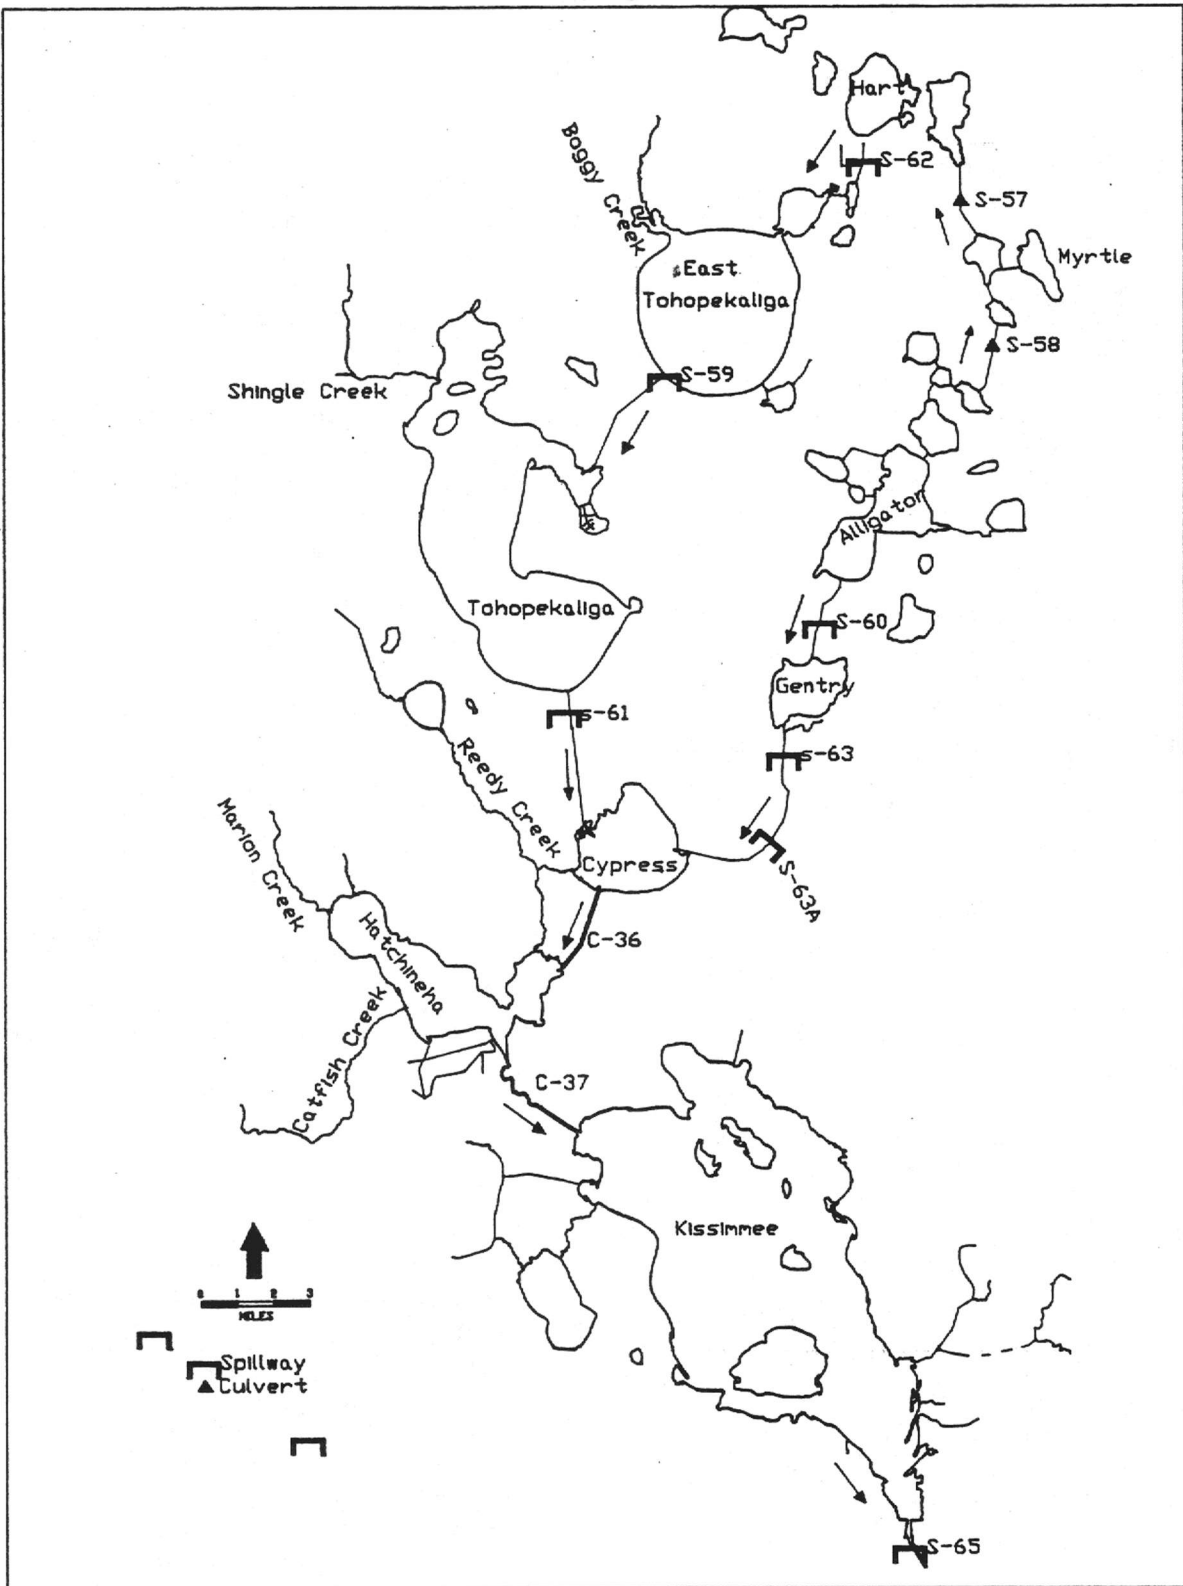 Hart
S-62
Boggy Creek
S-57
Myrtle
East
Tohopekaliga
S-58
S-59
Shingle Creek
Alligator
Tohopekaliga
S-60
Gentry
s-61
s-63
Reedy Creek
Marion Creek
Cypress
S-63A
Hatchineha
C-36
Catfish Creek
C-37
Kissimmee
0 1 2 3
MILES
Spillway
Culvert
S-65